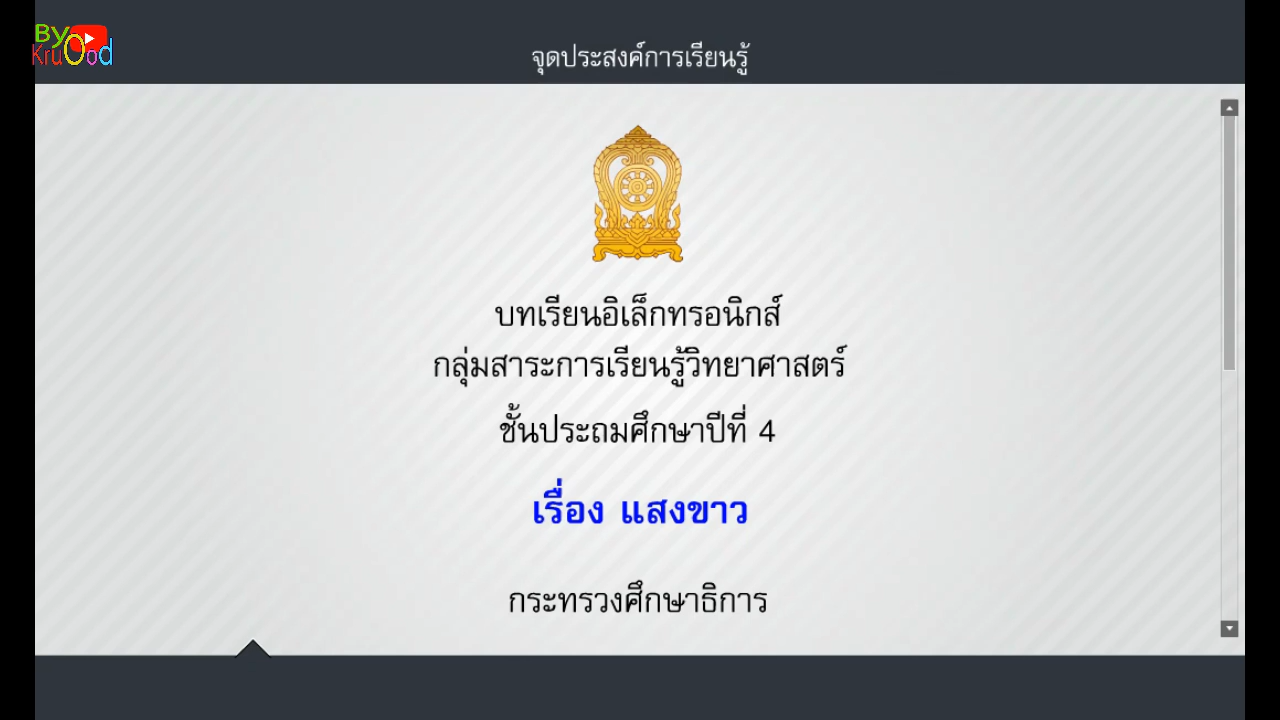 By
KruOod
จุดประสงค์การเรียนรู้
บทเรียนอิเล็กทรอนิกส์
กลุ่มสาระการเรียนรู้วิทยาศาสตร์
ชั้นประถมศึกษาปีที่ 4
เรื่อง แสงขาว
กระทรวงศึกษาธิการ